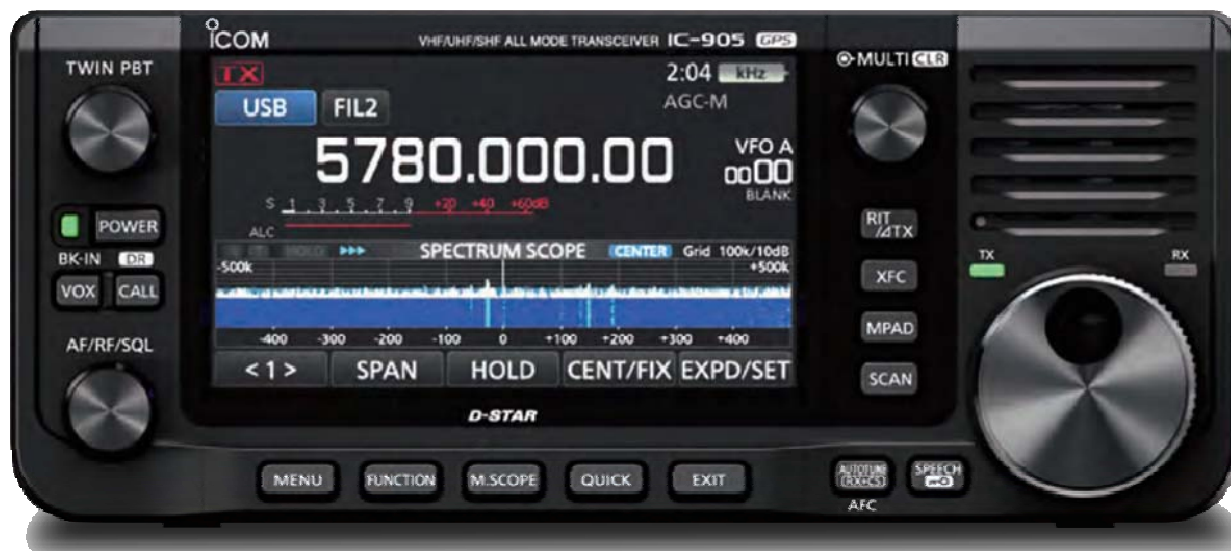 ICOM
VHF/UHF/SHF ALL MODE TRANSCEIVER IC-905 GPS
TWIN PBT
MULTI CLR
TX
2:04 kHz
USB FIL2
AGC-M
5780.000.00
VFO A
00 00
BLANK
S 1 . 3 . 5 . 7 . 9 +20 +40 +60dB
ALC
POWER
BK-IN DR
VOX CALL
AF/RF/SQL
HOLD SPECTRUM SCOPE CENTER Grid 100k/10dB
-500k +500k
-400 -300 -200 -100 0 +100 +200 +300 +400
<1> SPAN HOLD CENT/FIX EXPD/SET
D-STAR
RIT
/⊿TX
XFC
MPAD
SCAN
TX RX
MENU FUNCTION M.SCOPE QUICK EXIT
AUTOTUNE
(RX→CS)
SPEECH
AFC